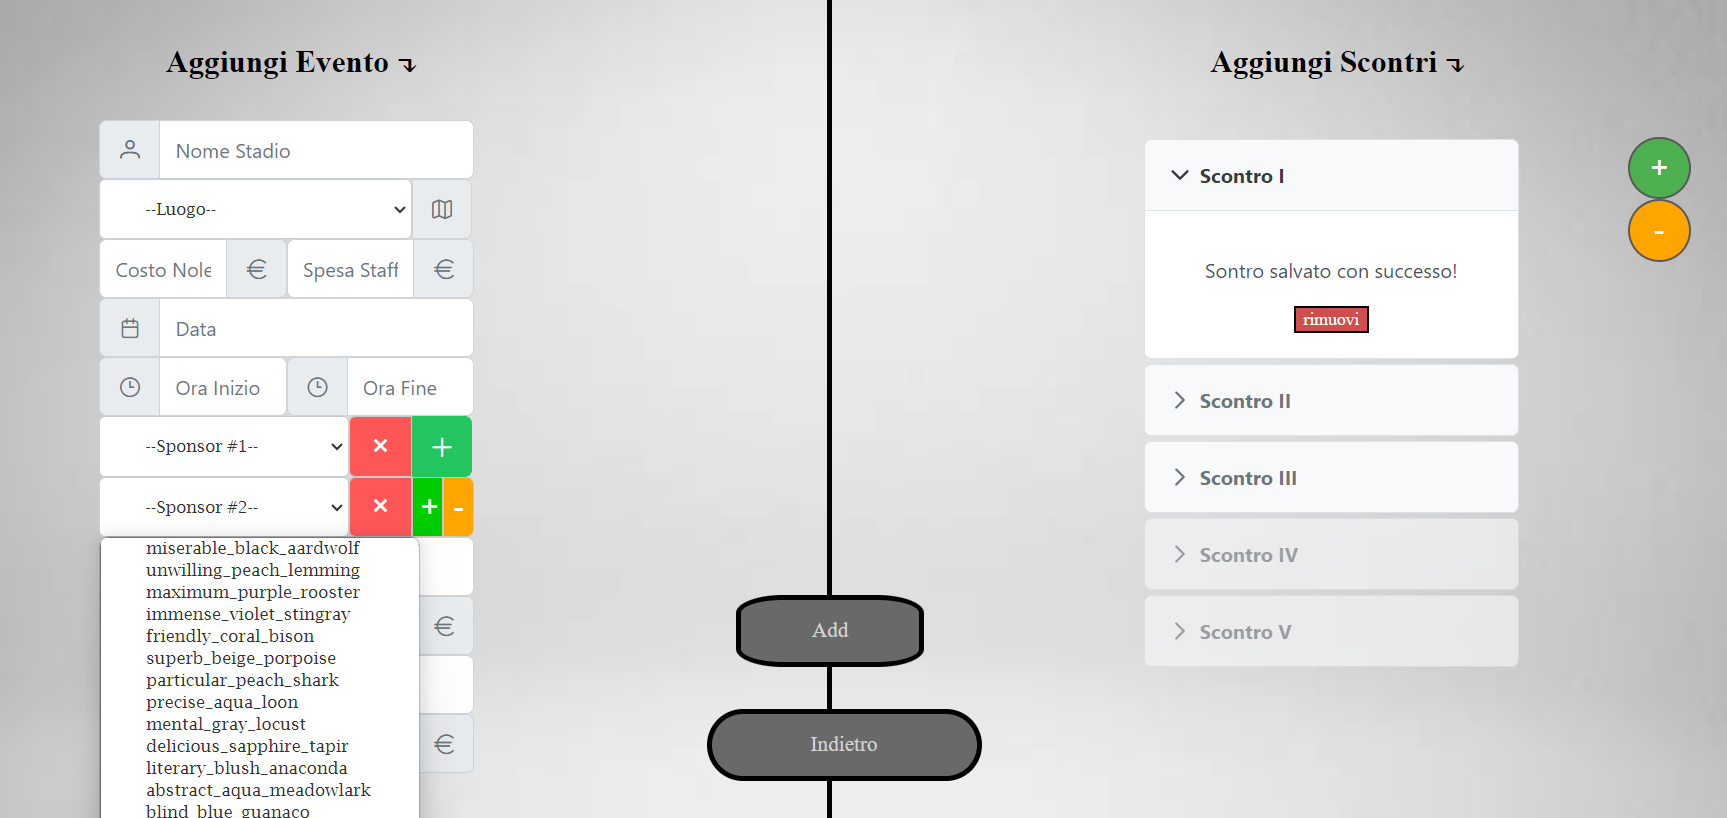 Aggiungi Evento ↴
Nome Stadio
--Luogo--
Costo Nole
€
Spesa Staff
€
Data
Ora Inizio
Ora Fine
--Sponsor #1--
×
+
--Sponsor #2--
×
+
-
miserable_black_aardwolf
unwilling_peach_lemming
maximum_purple_rooster
immense_violet_stingray
friendly_coral_bison
superb_beige_porpoise
particular_peach_shark
precise_aqua_loon
mental_gray_locust
delicious_sapphire_tapir
literary_blush_anaconda
abstract_aqua_meadowlark
blind_blue_guanaco
€
€
Add
Indietro
Aggiungi Scontri ↴
Scontro I
Sontro salvato con successo!
rimuovi
Scontro II
Scontro III
Scontro IV
Scontro V
+
-